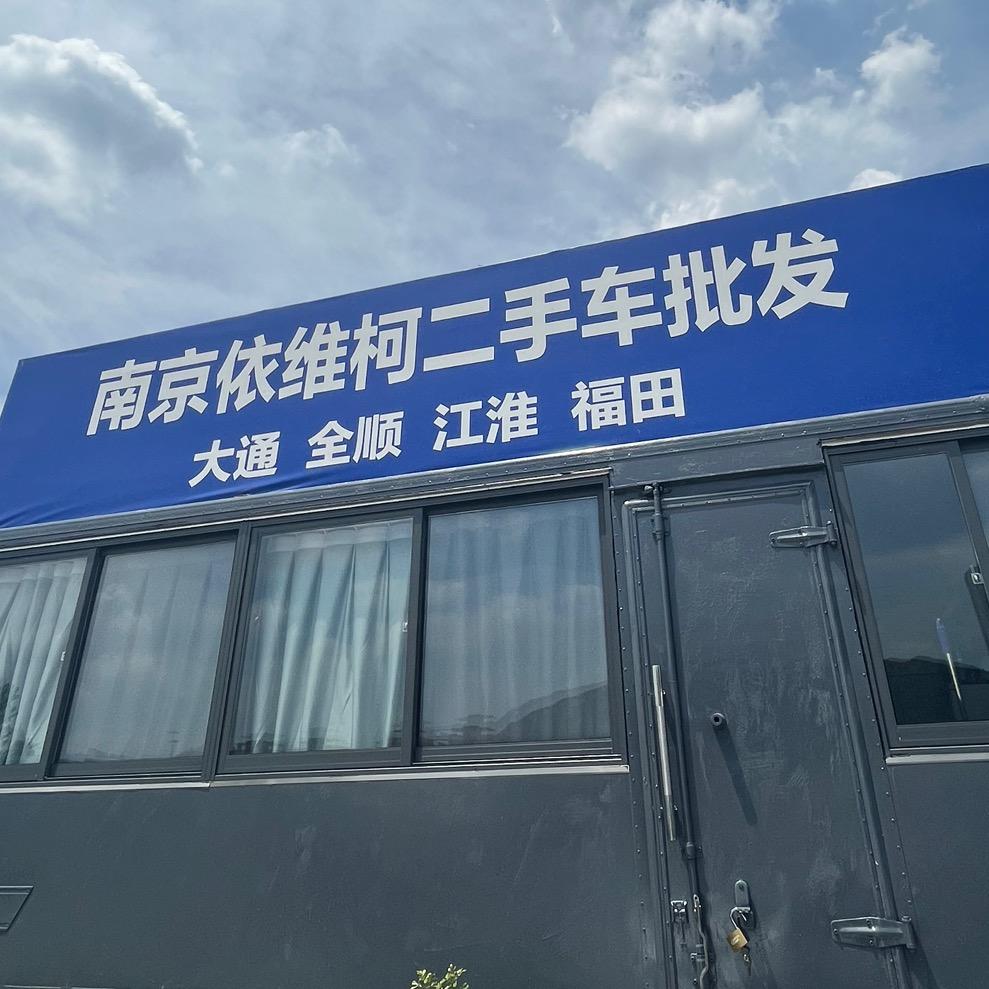 南京依维柯二手车批发
大通 全顺 江淮 福田